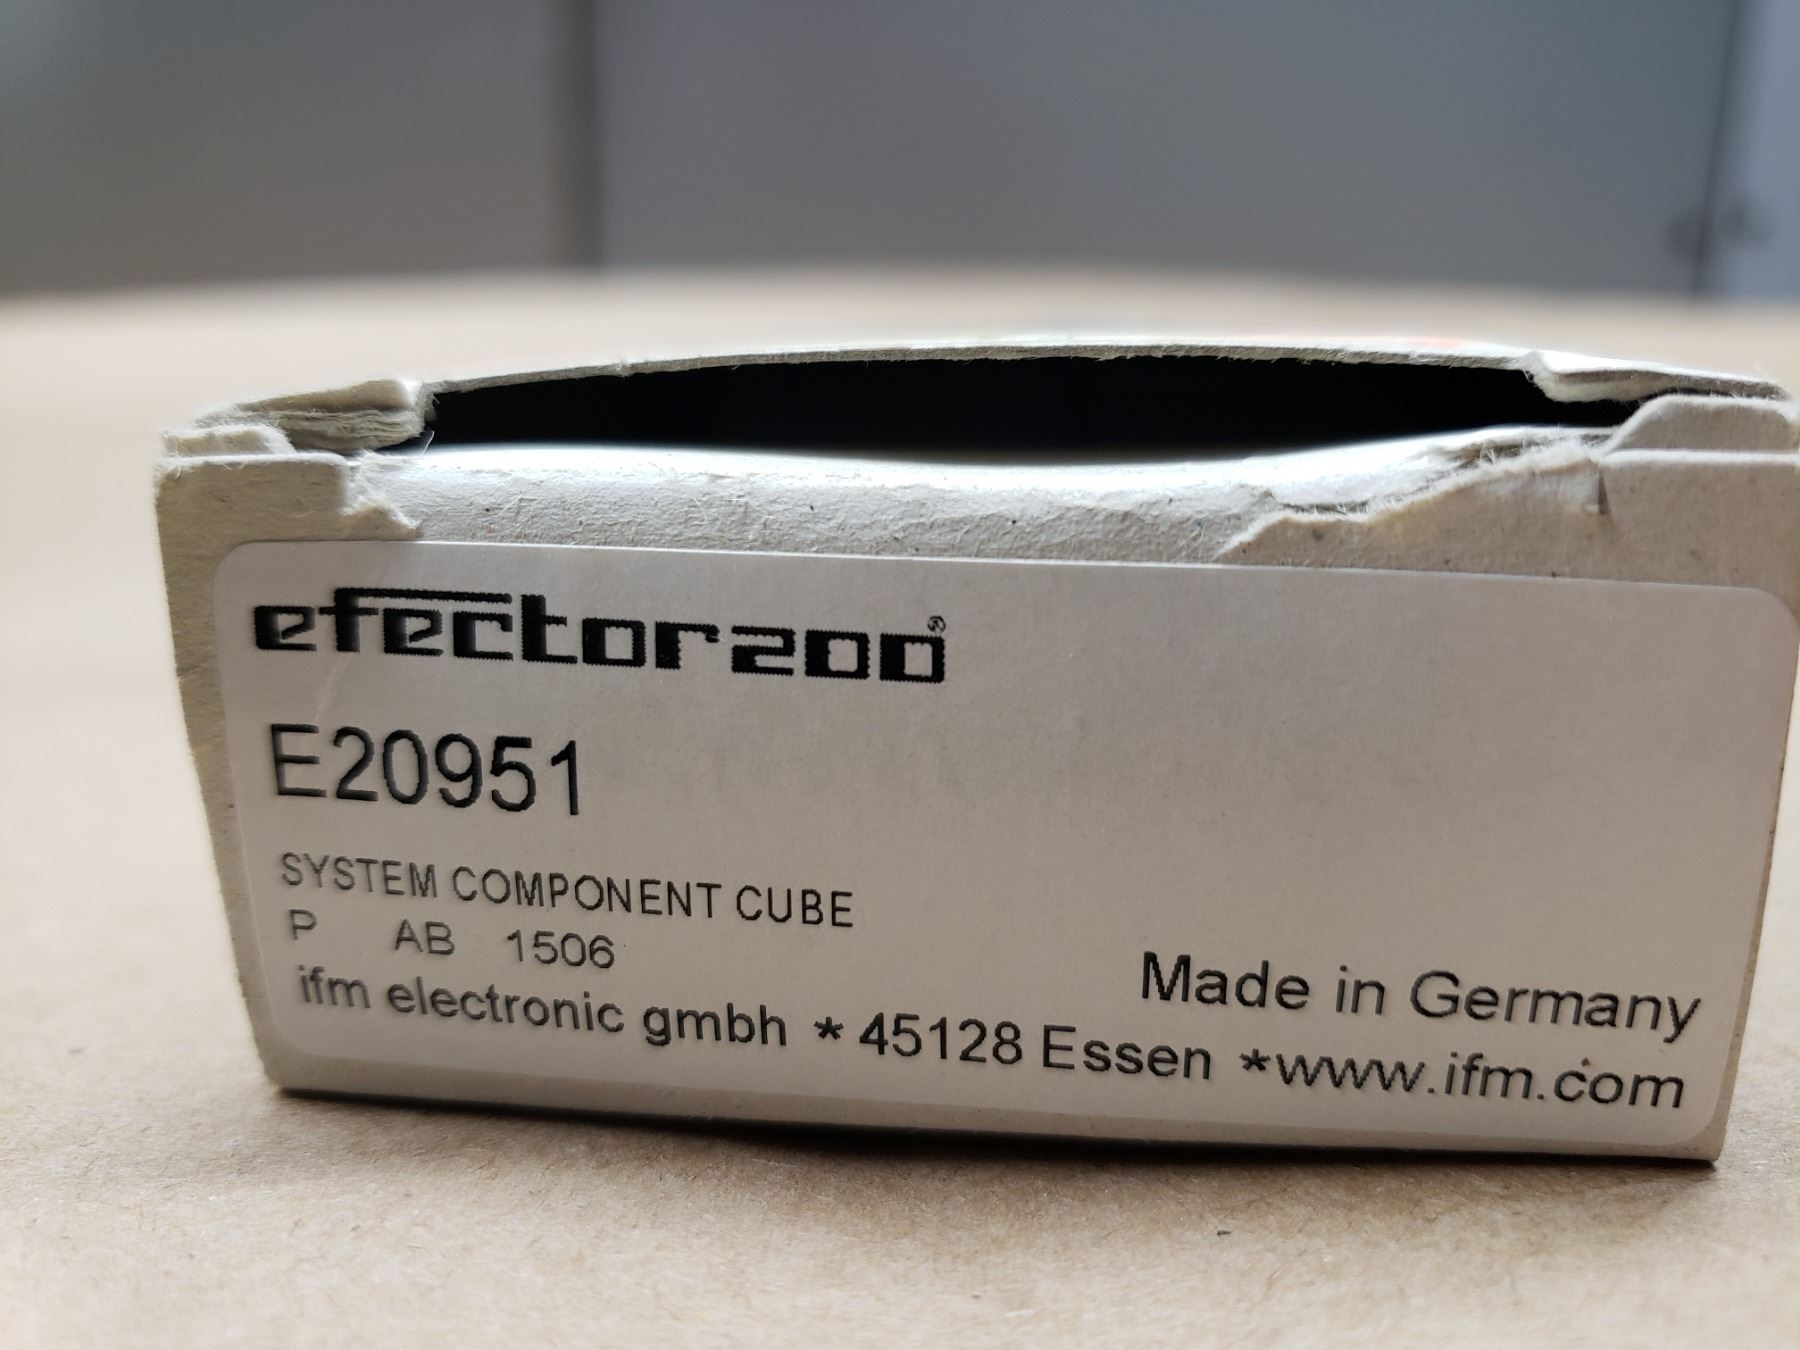 efector200®
E20951
SYSTEM COMPONENT CUBE
P AB 1506
Made in Germany
ifm electronic gmbh * 45128 Essen *www.ifm.com